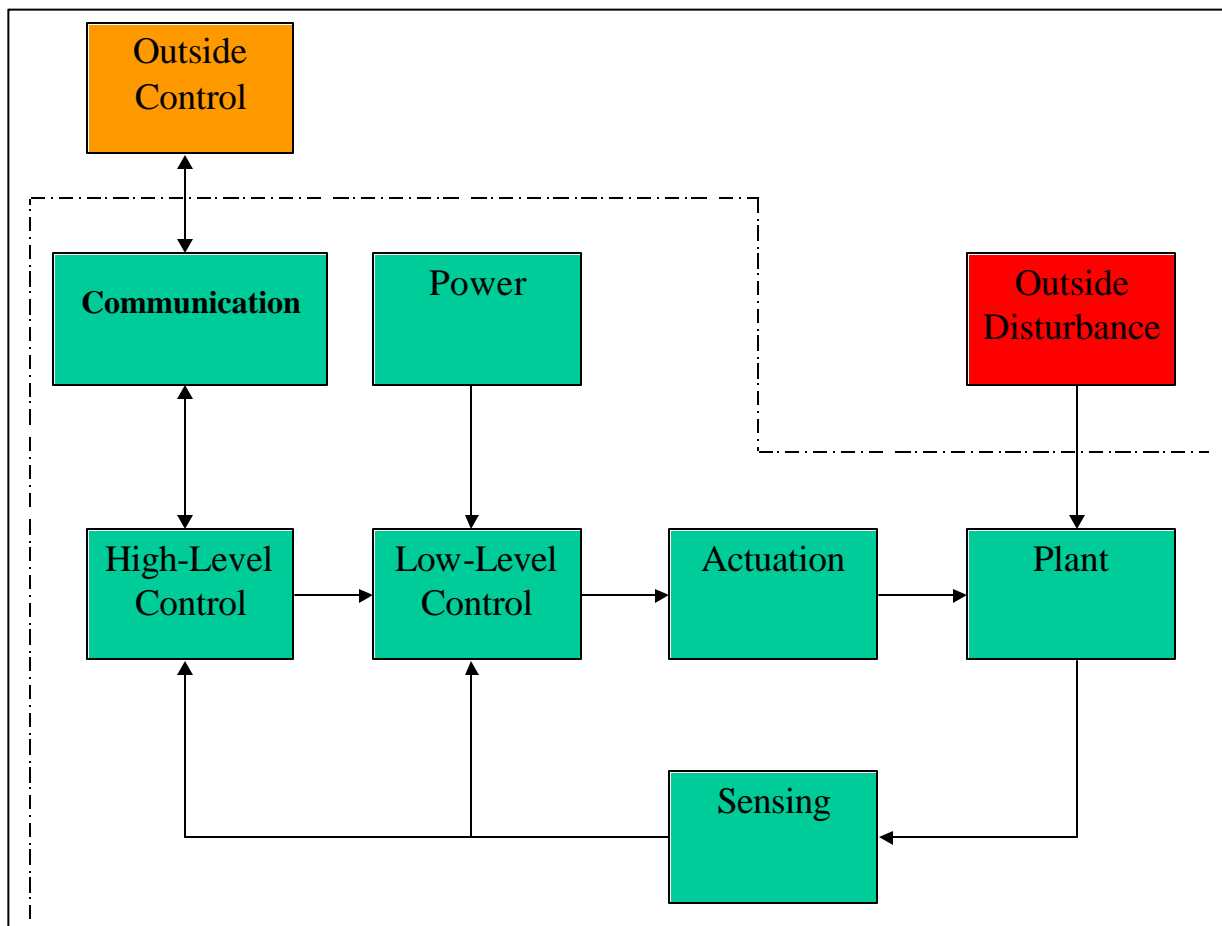 Outside
Control
Communication
Power
Outside
Disturbance
High-Level
Control
Low-Level
Control
Actuation
Plant
Sensing